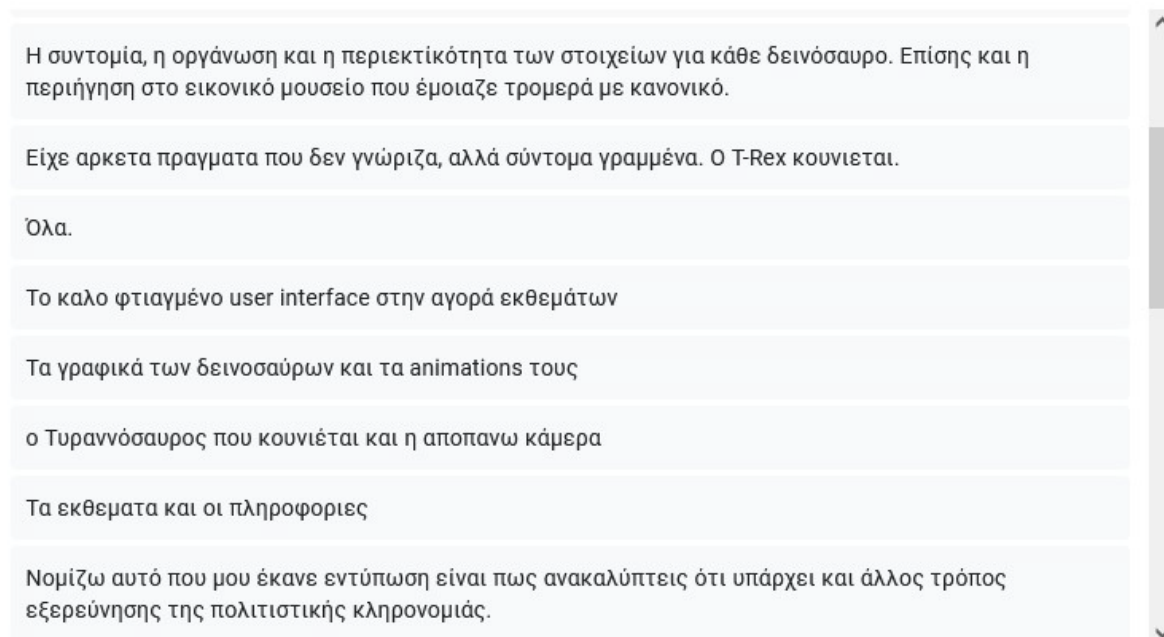 Η συντομία, η οργάνωση και η περιεκτίκότητα των στοιχείων για κάθε δεινόσαυρο. Επίσης και η
περιήγηση στο εικονικό μουσείο που έμοιαζε τρομερά με κανονικό.
Είχε αρκετα πραγματα που δεν γνώριζα, αλλά σύντομα γραμμένα. Ο T-Rex κουνιεται.
Όλα.
Το καλο φτιαγμένο user interface στην αγορά εκθεμάτων
Τα γραφικά των δεινοσαύρων και τα animations τους
ο Τυραννόσαυρος που κουνιέται και η αποπανω κάμερα
Τα εκθεματα και οι πληροφοριες
Νομίζω αυτό που μου έκανε εντύπωση είναι πως ανακαλύπτεις ότι υπάρχει και άλλος τρόπος
εξερεύνησης της πολιτιστικής κληρονομιάς.